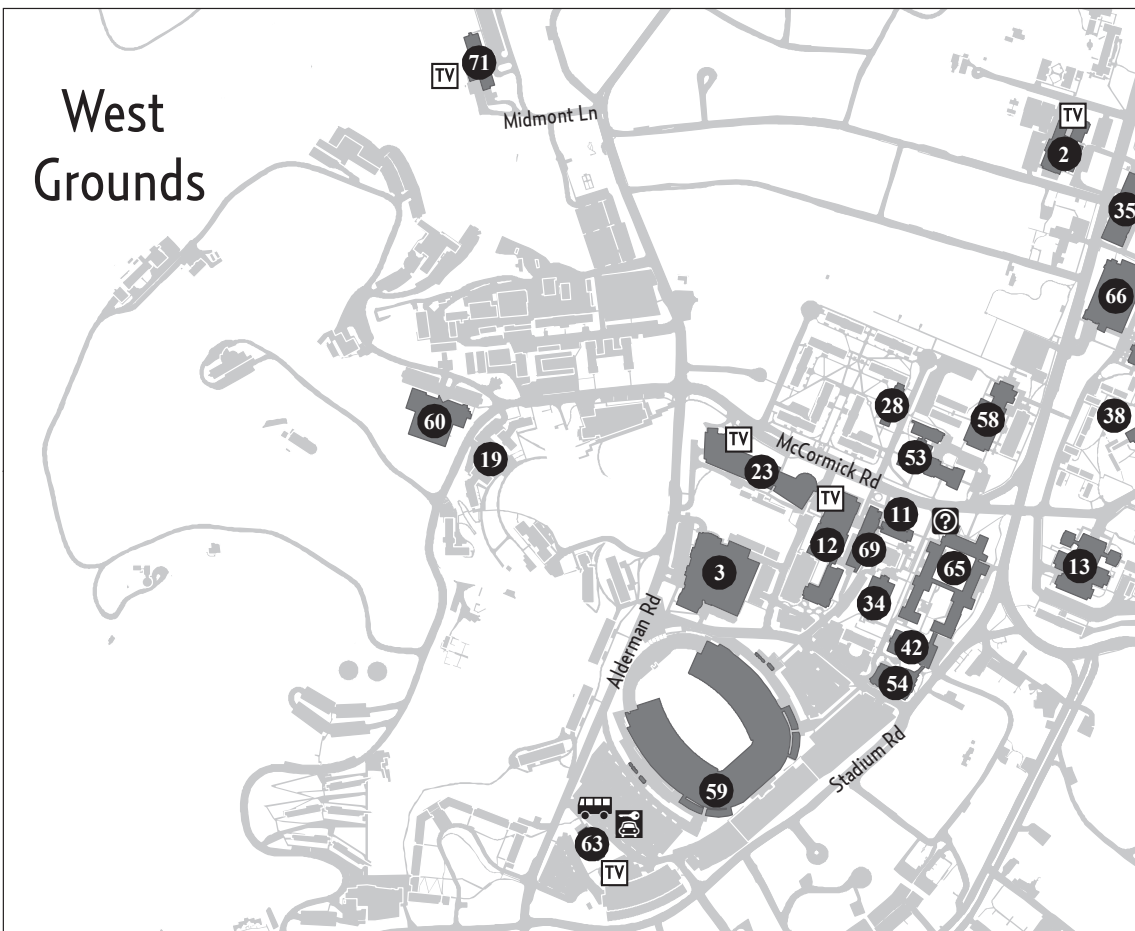 West
Grounds
71
TV
Midmont Ln
TV
2
35
66
28
58
38
60
53
TV
McCormick Rd
19
23
TV
11
?
12
69
3
65
13
34
Alderman Rd
42
54
Stadium Rd
59
63
TV